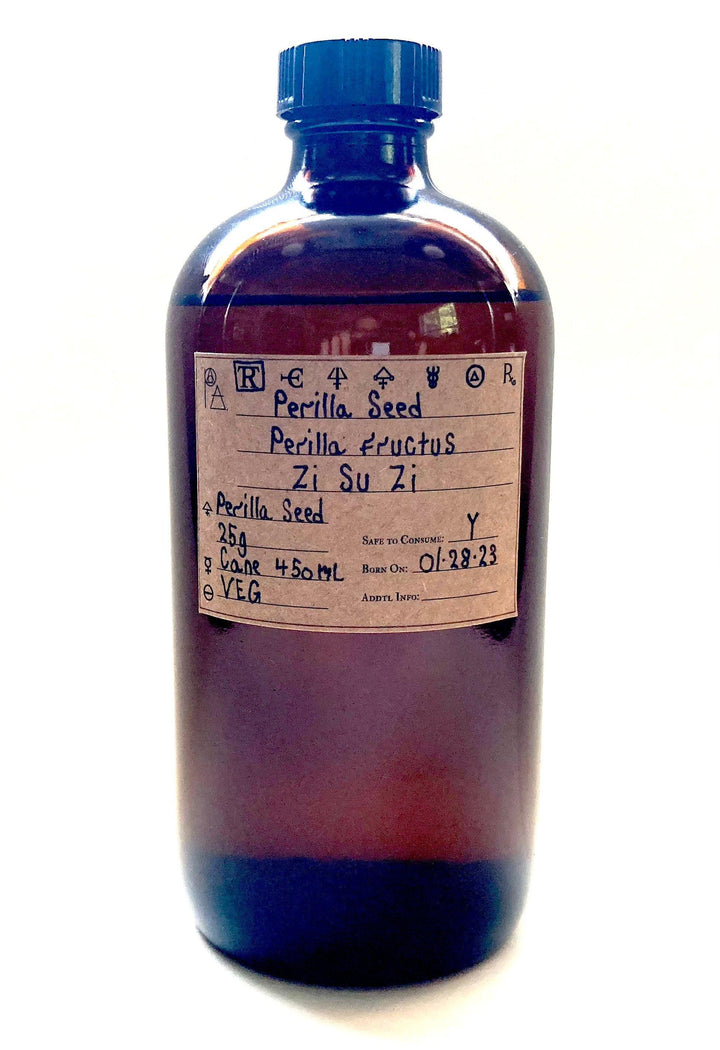 R ℞
Perilla Seed
Perilla Fructus
Zi Su Zi
Perilla Seed
25g
SAFE TO CONSUME: Y
Cane 450mL
BORN ON: 01·28·23
VEG
ADDTL INFO: